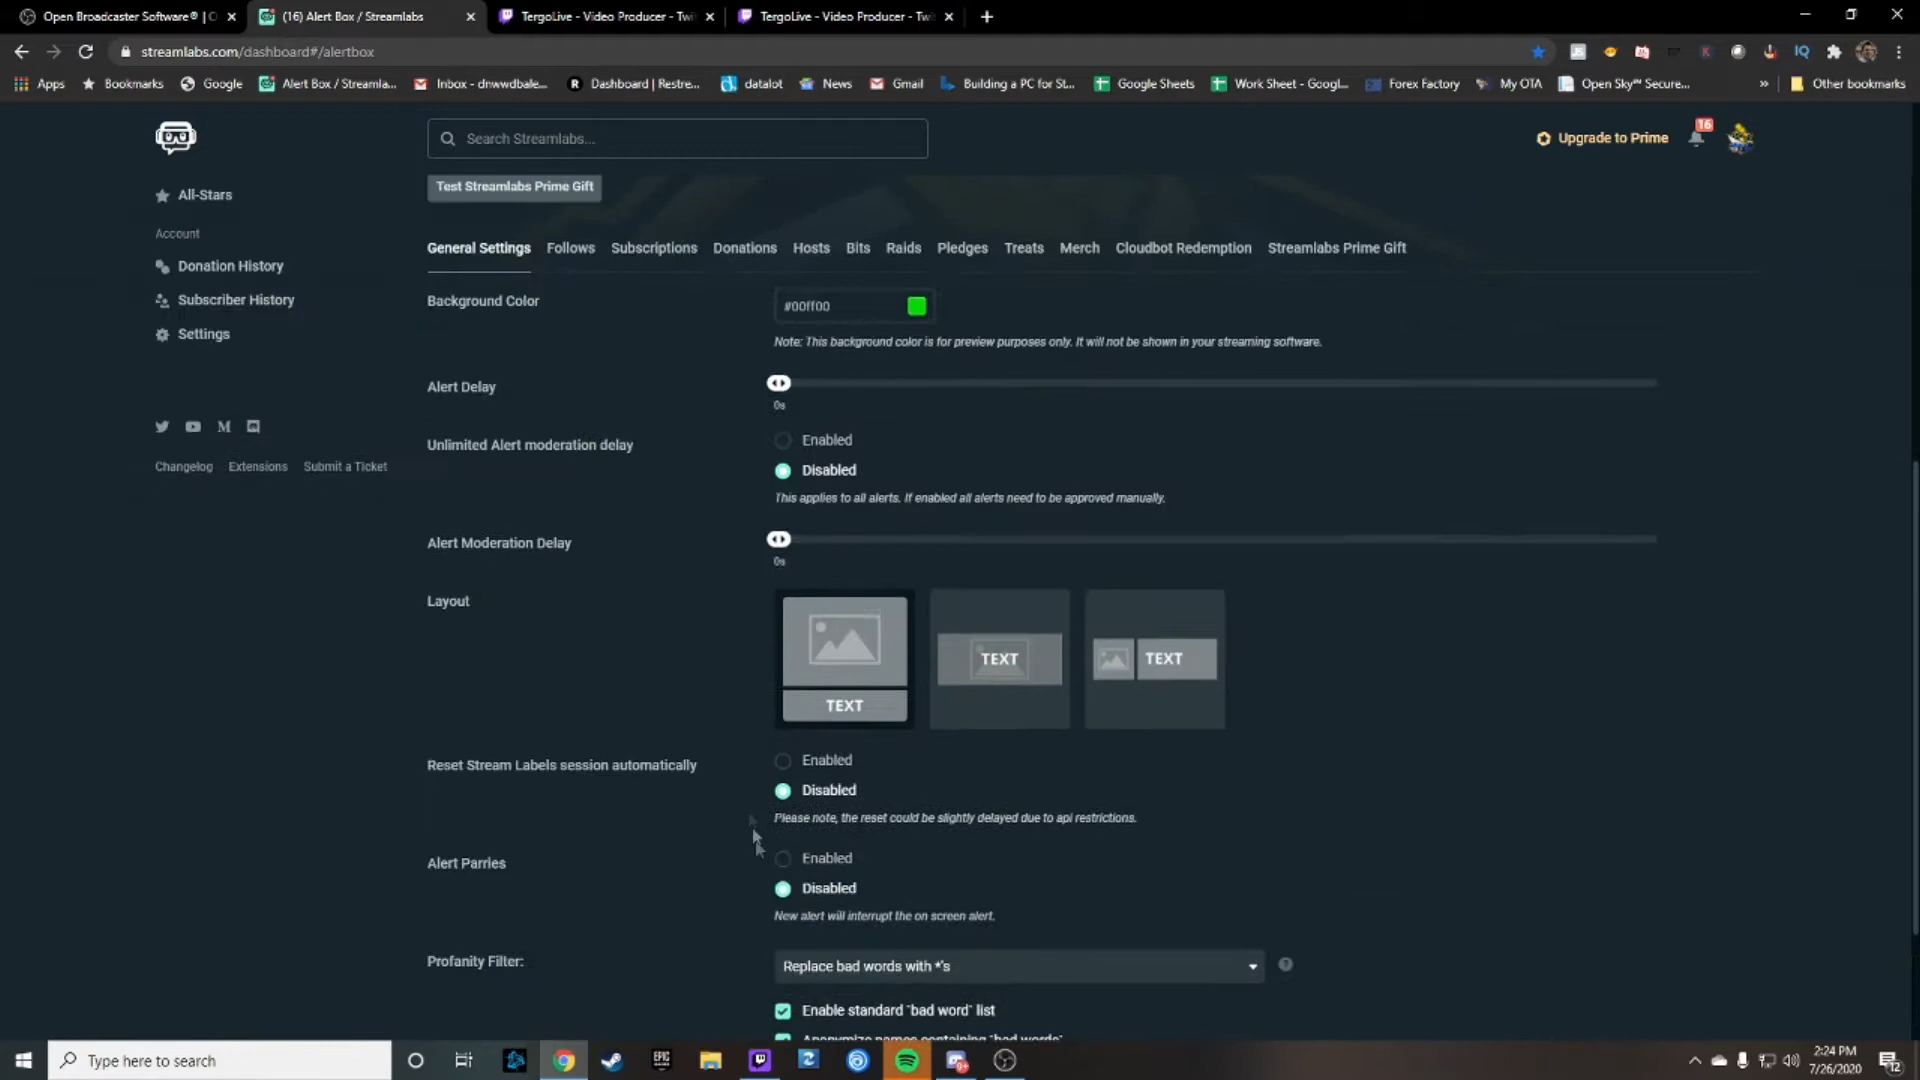 Open Broadcaster Software® | O
(16) Alert Box / Streamlabs
TergoLive - Video Producer - Twi
TergoLive - Video Producer - Twi
streamlabs.com/dashboard#/alertbox
Apps
Bookmarks
Google
Alert Box / Streamla...
Inbox - dnwwdbale...
Dashboard | Restre...
datalot
News
Gmail
Building a PC for St...
Google Sheets
Work Sheet - Googl...
Forex Factory
My OTA
Open Sky℠ Secure...
»
Other bookmarks
Search Streamlabs...
Upgrade to Prime
16
Test Streamlabs Prime Gift
All-Stars
Account
Donation History
Subscriber History
Settings
Changelog
Extensions
Submit a Ticket
General Settings
Follows
Subscriptions
Donations
Hosts
Bits
Raids
Pledges
Treats
Merch
Cloudbot Redemption
Streamlabs Prime Gift
Background Color
#00ff00
Note: This background color is for preview purposes only. It will not be shown in your streaming software.
Alert Delay
0s
Unlimited Alert moderation delay
Enabled
Disabled
This applies to all alerts. If enabled all alerts need to be approved manually.
Alert Moderation Delay
0s
Layout
TEXT
TEXT
TEXT
Reset Stream Labels session automatically
Enabled
Disabled
Please note, the reset could be slightly delayed due to api restrictions.
Alert Parries
Enabled
Disabled
New alert will interrupt the on screen alert.
Profanity Filter:
Replace bad words with *'s
Enable standard "bad word" list
Anonymize names containing "bad words"
Type here to search
EPIC
GAMES
2:24 PM
7/26/2020
12